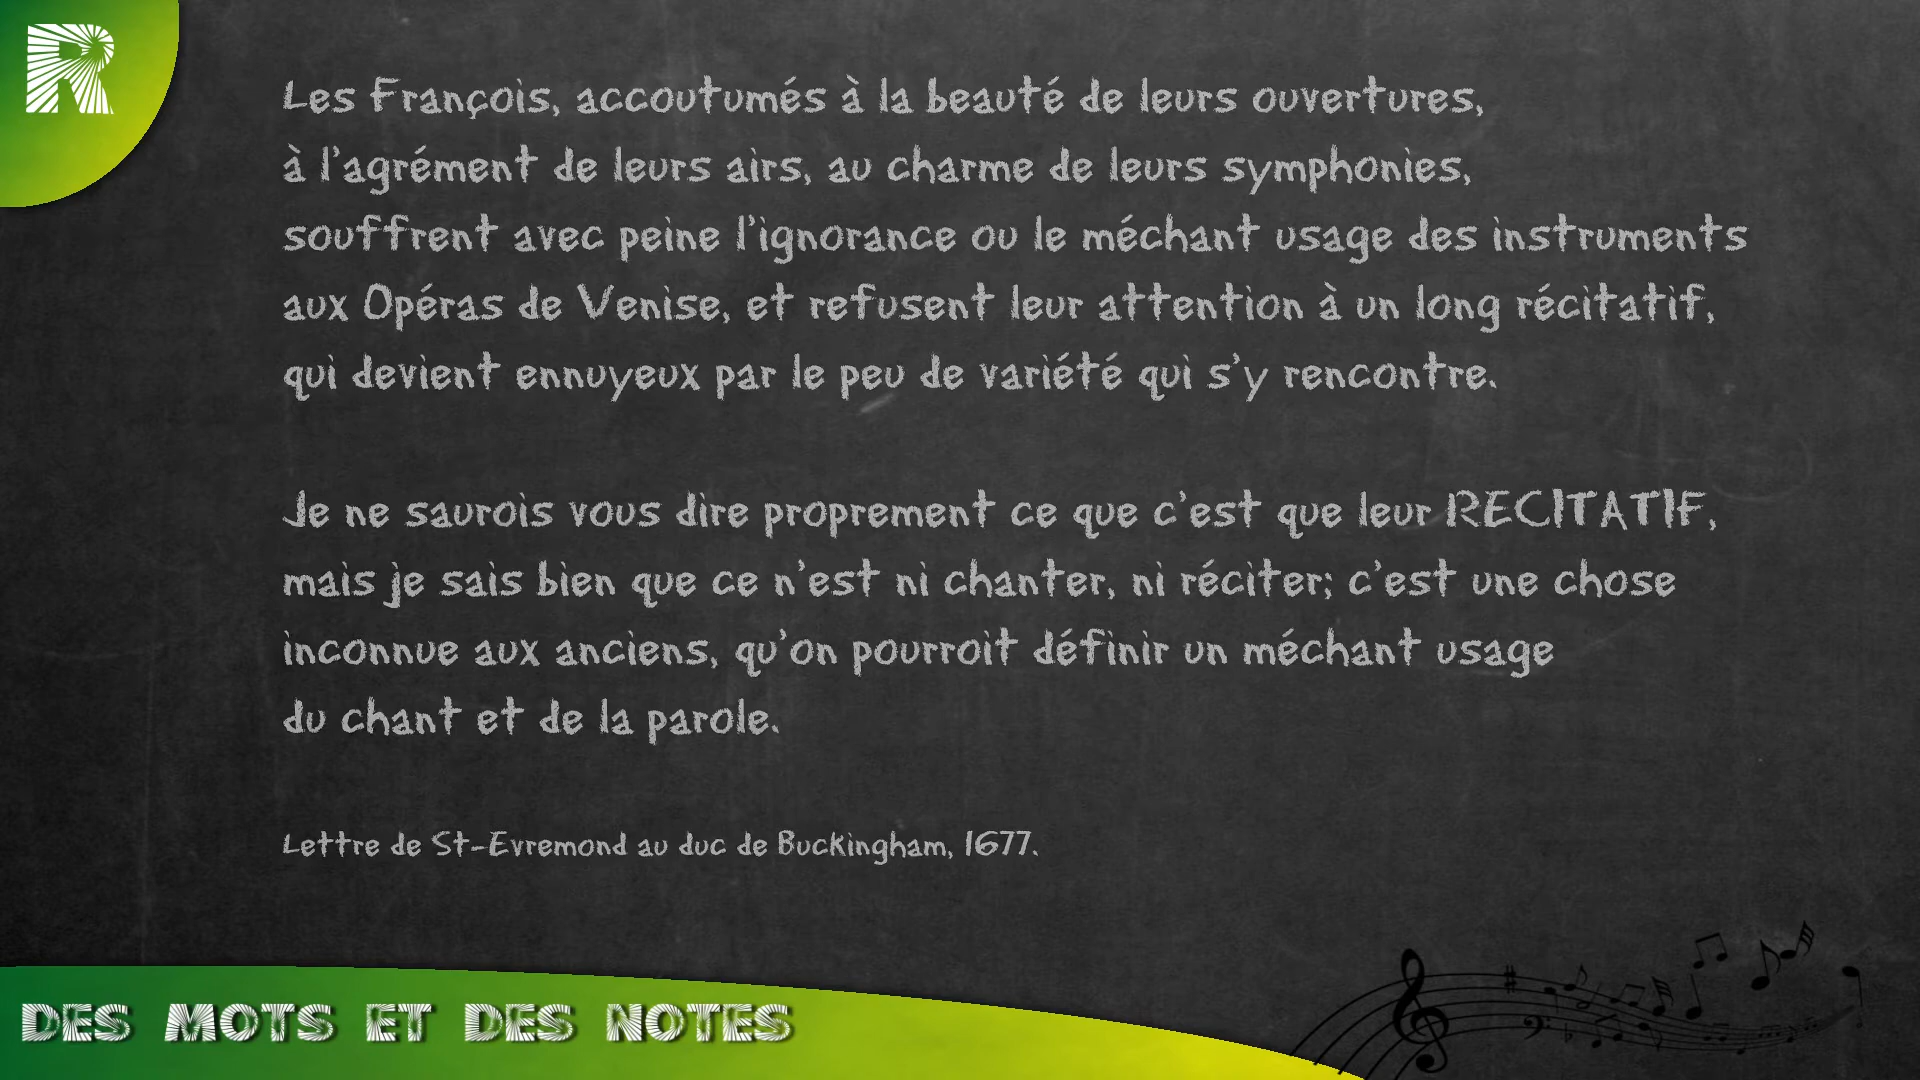 R
Les François, accoutumés à la beauté de leurs ouvertures,
à l'agrément de leurs airs, au charme de leurs symphonies,
souffrent avec peine l'ignorance ou le méchant usage des instruments
aux Opéras de Venise, et refusent leur attention à un long récitatif,
qui devient ennuyeux par le peu de variété qui s'y rencontre.
Je ne saurois vous dire proprement ce que c'est que leur RECITATIF,
mais je sais bien que ce n'est ni chanter, ni réciter; c'est une chose
inconnue aux anciens, qu'on pourroit définir un méchant usage
du chant et de la parole.
Lettre de St-Evremond au duc de Buckingham, 1677.
DES MOTS ET DES NOTES